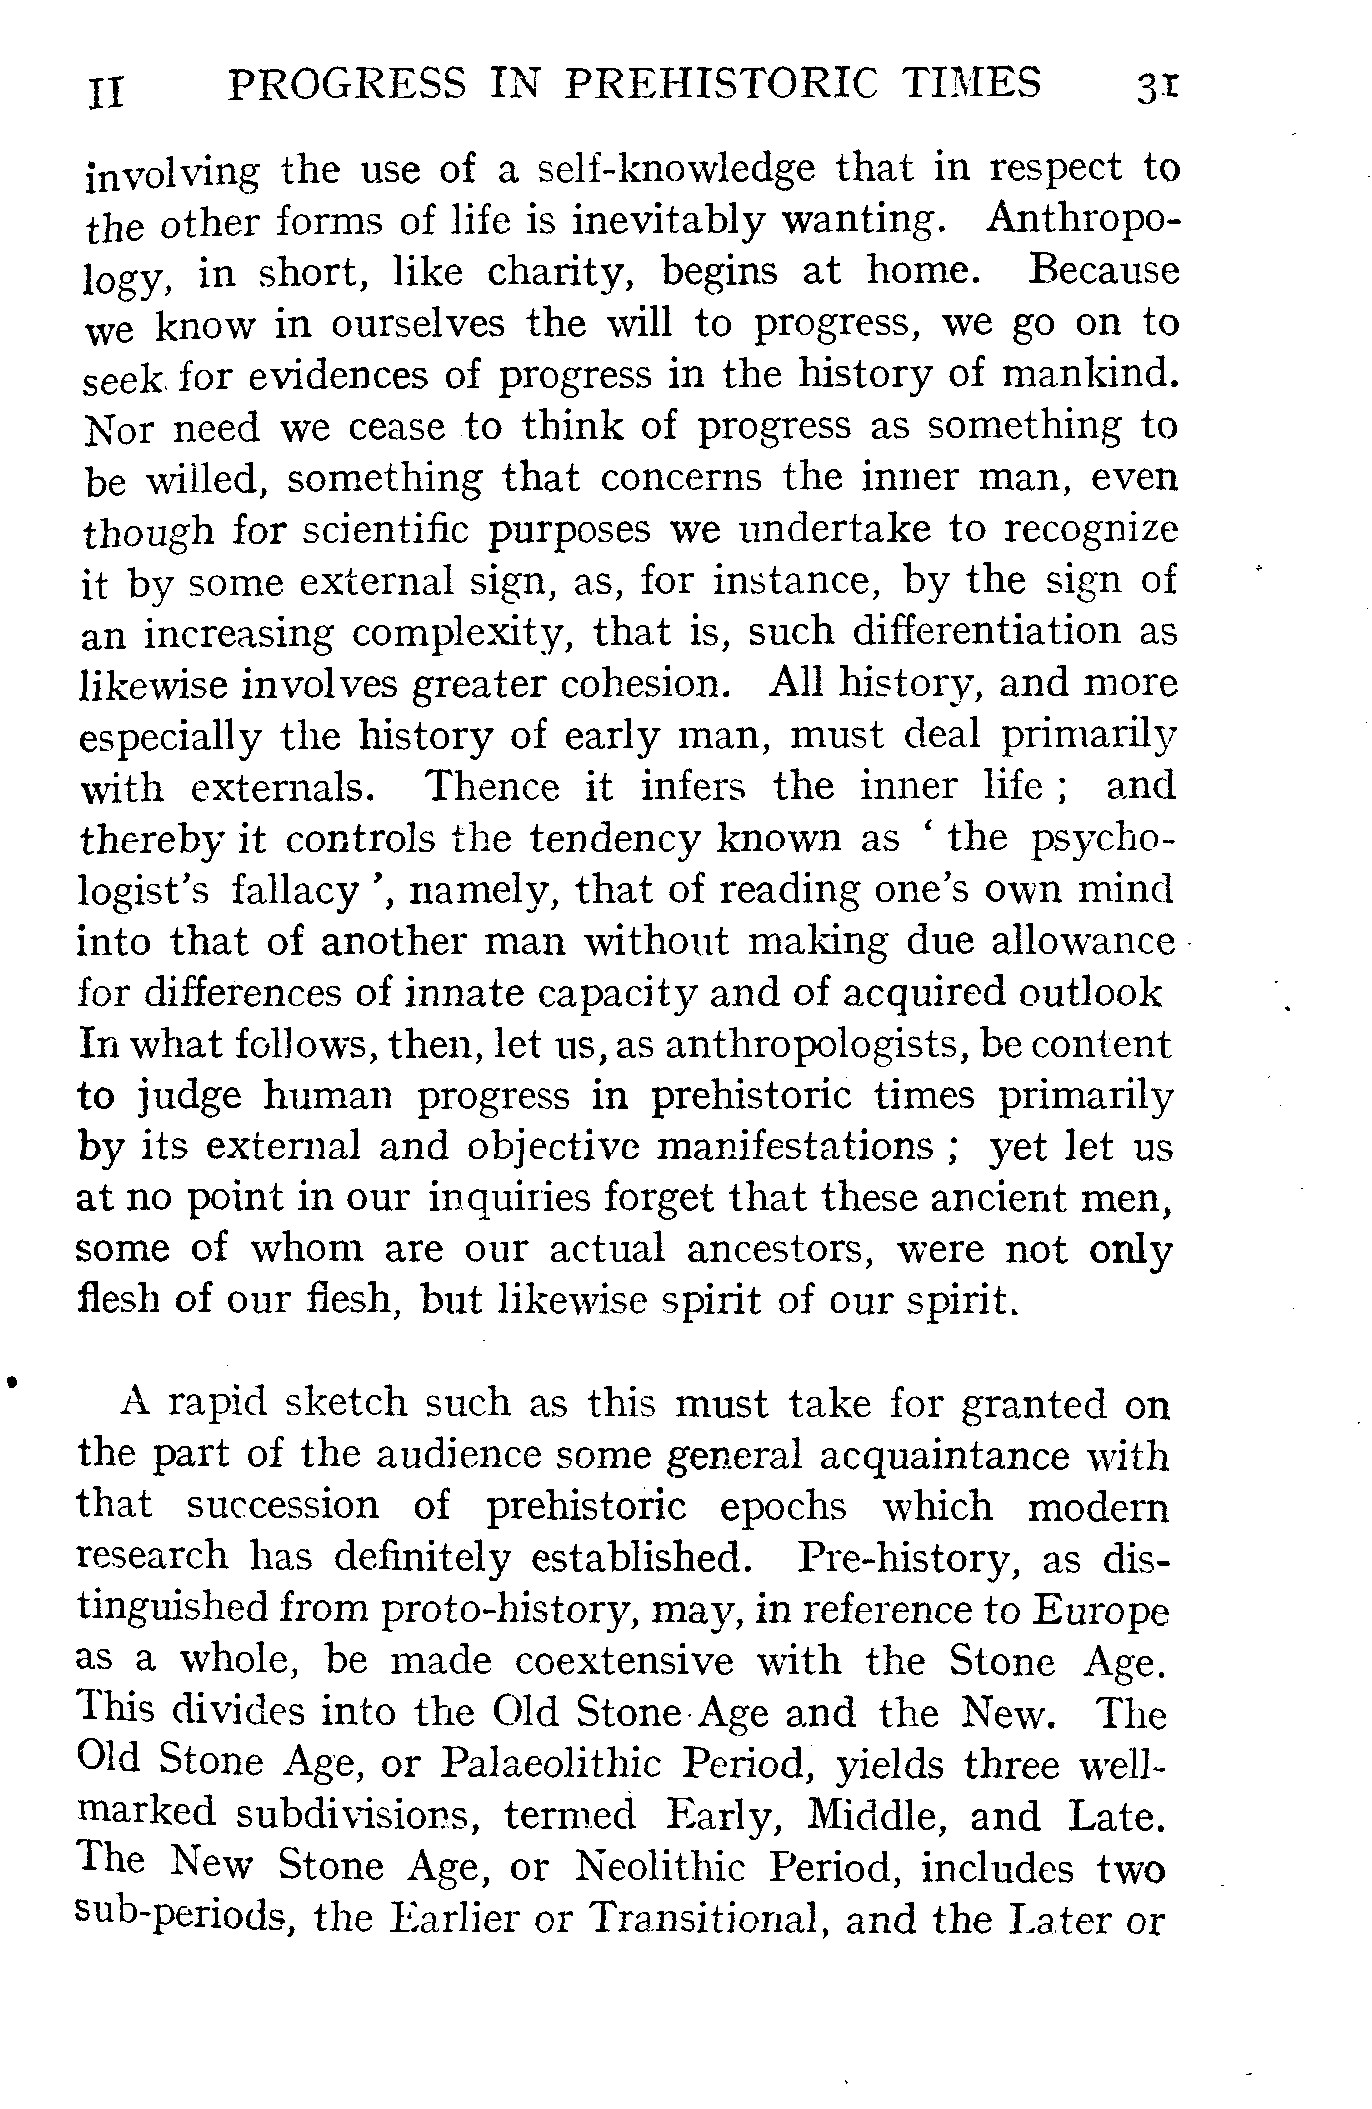 II PROGRESS IN PREHISTORIC TIMES 31
involving the use of a self-knowledge that in respect to
the other forms of life is inevitably wanting. Anthropo-
logy, in short, like charity, begins at home. Because
we know in ourselves the will to progress, we go on to
seek for evidences of progress in the history of mankind.
Nor need we cease to think of progress as something to
be willed, something that concerns the inner man, even
though for scientific purposes we undertake to recognize
it by some external sign, as, for instance, by the sign of
an increasing complexity, that is, such differentiation as
likewise involves greater cohesion. All history, and more
especially the history of early man, must deal primarily
with externals. Thence it infers the inner life ; and
thereby it controls the tendency known as ‘ the psycho-
logist’s fallacy ’, namely, that of reading one’s own mind
into that of another man without making due allowance
for differences of innate capacity and of acquired outlook
In what follows, then, let us, as anthropologists, be content
to judge human progress in prehistoric times primarily
by its external and objective manifestations ; yet let us
at no point in our inquiries forget that these ancient men,
some of whom are our actual ancestors, were not only
flesh of our flesh, but likewise spirit of our spirit.
A rapid sketch such as this must take for granted on
the part of the audience some general acquaintance with
that succession of prehistoric epochs which modern
research has definitely established. Pre-history, as dis-
tinguished from proto-history, may, in reference to Europe
as a whole, be made coextensive with the Stone Age.
This divides into the Old Stone Age and the New. The
Old Stone Age, or Palaeolithic Period, yields three well-
marked subdivisions, termed Early, Middle, and Late.
The New Stone Age, or Neolithic Period, includes two
sub-periods, the Earlier or Transitional, and the Later or